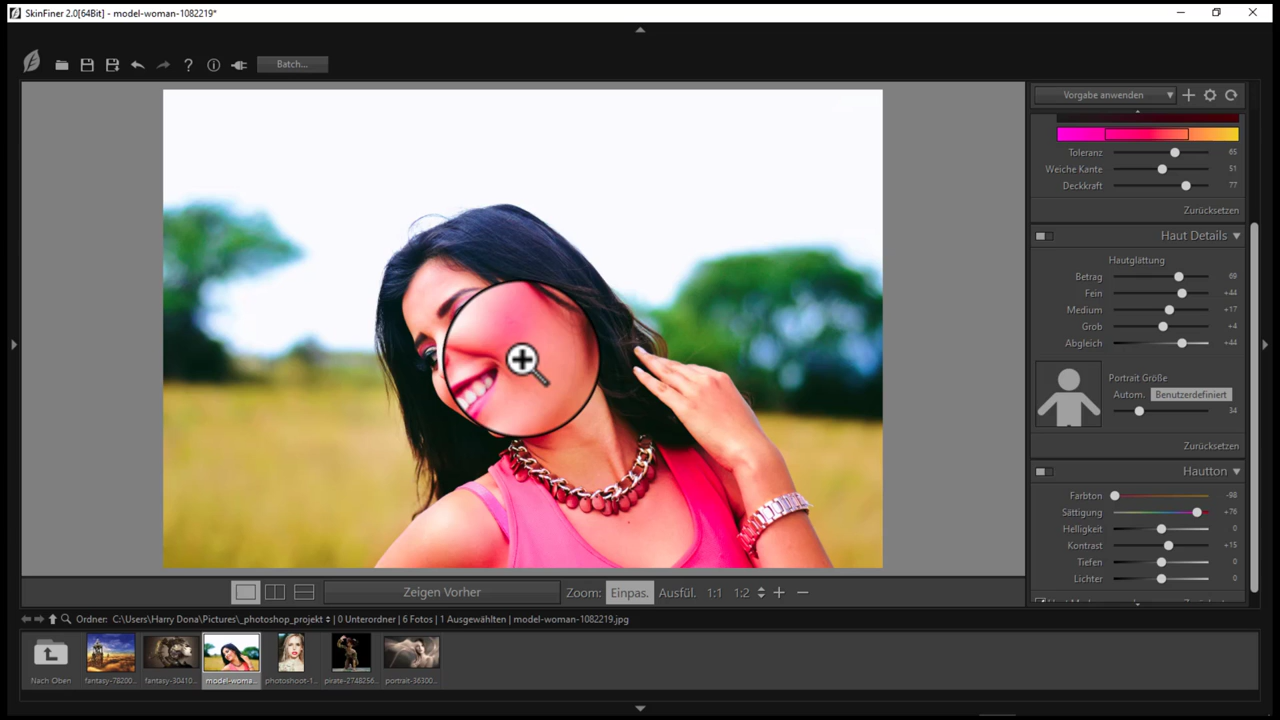 SkinFiner 2.0[64Bit] - model-woman-1082219*
Batch...
Vorgabe anwenden
Toleranz 65
Weiche Kante 51
Deckkraft 77
Zurücksetzen
Haut Details
Hautglättung
Betrag 69
Fein +44
Medium +17
Grob +4
Abgleich +44
Portrait Größe
Autom. Benutzerdefiniert
34
Zurücksetzen
Hautton
Farbton -98
Sättigung +76
Helligkeit 0
Kontrast +15
Tiefen 0
Lichter 0
Zeigen Vorher Zoom: Einpas. Ausfül. 1:1 1:2
Ordner: C:\Users\Harry Dona\Pictures\_photoshop_projekt | 0 Unterordner | 6 Fotos | 1 Ausgewählten | model-woman-1082219.jpg
Nach Oben fantasy-78200... fantasy-30410... model-woma... photoshoot-1... pirate-2748256... portrait-36300...